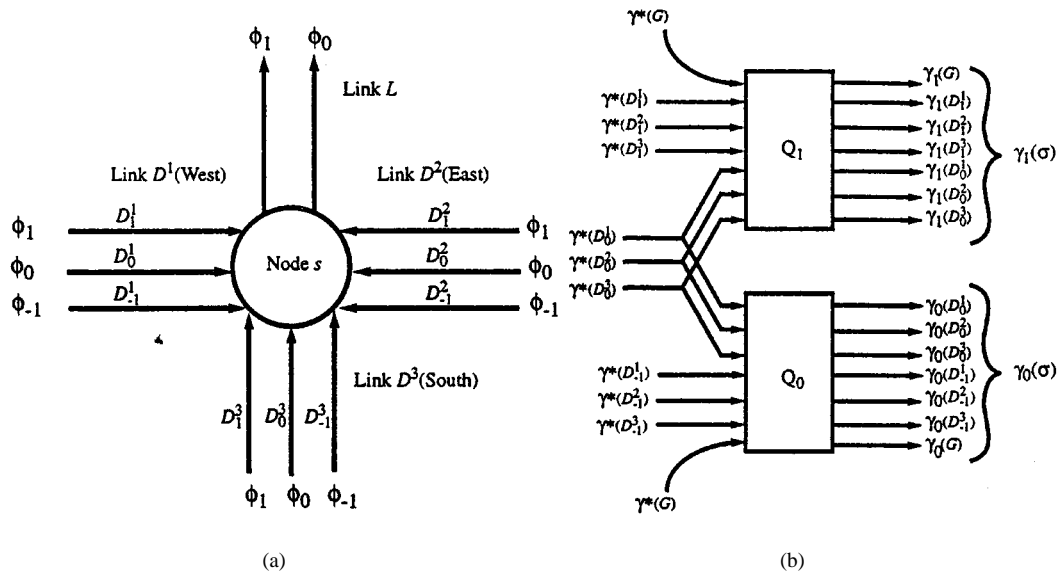 ϕ₁ ϕ₀
Link L
Link D¹(West) Link D²(East)
ϕ₁ D₁¹ D₁² ϕ₁
ϕ₀ D₀¹ Node s D₀² ϕ₀
ϕ₋₁ D₋₁¹ D₋₁² ϕ₋₁
Link D³(South)
D₁³ D₀³ D₋₁³
ϕ₁ ϕ₀ ϕ₋₁
(a)
γ*(G)
γ*(D₁¹)
γ*(D₁²)
γ*(D₁³)
Q₁
γ₁(G)
γ₁(D₁¹)
γ₁(D₁²)
γ₁(D₁³)
γ₁(D₀¹)
γ₁(D₀²)
γ₁(D₀³)
γ₁(σ)
γ*(D₀¹)
γ*(D₀²)
γ*(D₀³)
Q₀
γ*(D₋₁¹)
γ*(D₋₁²)
γ*(D₋₁³)
γ*(G)
γ₀(D₀¹)
γ₀(D₀²)
γ₀(D₀³)
γ₀(D₋₁¹)
γ₀(D₋₁²)
γ₀(D₋₁³)
γ₀(G)
γ₀(σ)
(b)